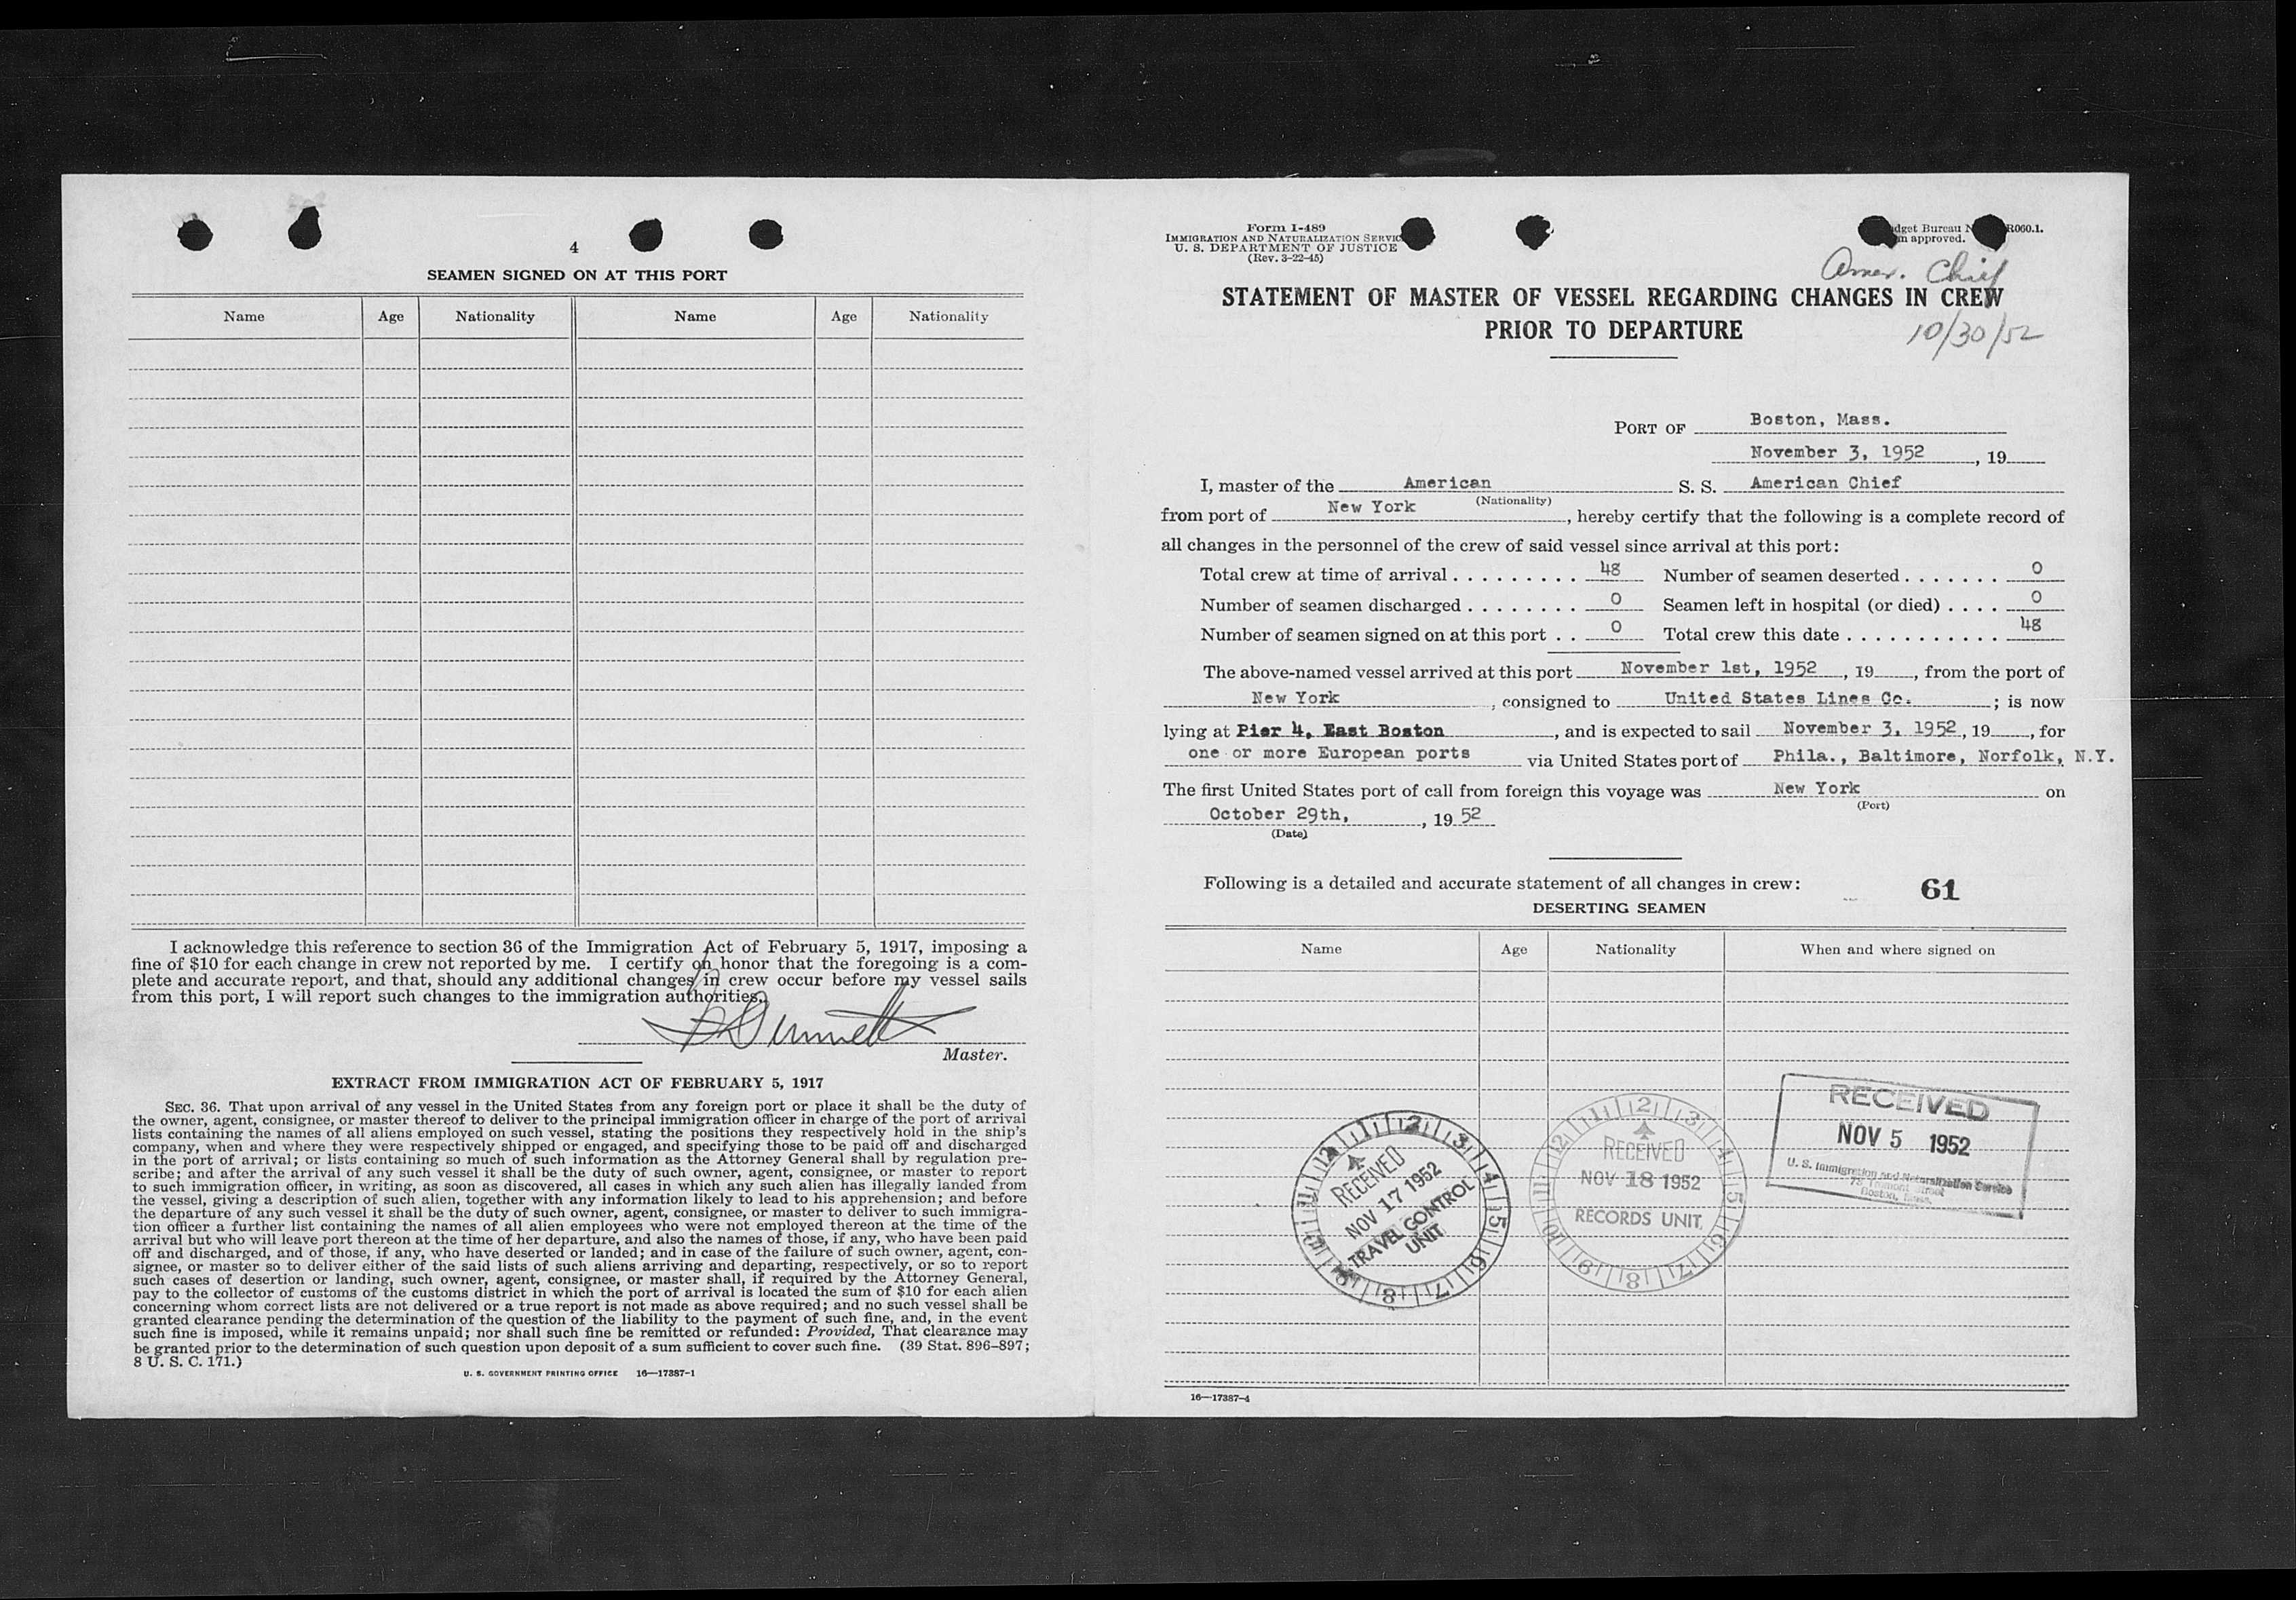 4
SEAMEN SIGNED ON AT THIS PORT
Name Age Nationality Name Age Nationality
I acknowledge this reference to section 36 of the Immigration Act of February 5, 1917, imposing a
fine of $10 for each change in crew not reported by me. I certify on honor that the foregoing is a com-
plete and accurate report, and that, should any additional changes in crew occur before my vessel sails
from this port, I will report such changes to the immigration authorities.
Master.
EXTRACT FROM IMMIGRATION ACT OF FEBRUARY 5, 1917
SEC. 36. That upon arrival of any vessel in the United States from any foreign port or place it shall be the duty of
the owner, agent, consignee, or master thereof to deliver to the principal immigration officer in charge of the port of arrival
lists containing the names of all aliens employed on such vessel, stating the positions they respectively hold in the ship's
company, when and where they were respectively shipped or engaged, and specifying those to be paid off and discharged
in the port of arrival; or lists containing so much of such information as the Attorney General shall by regulation pre-
scribe; and after the arrival of any such vessel it shall be the duty of such owner, agent, consignee, or master to report
to such immigration officer, in writing, as soon as discovered, all cases in which any such alien has illegally landed from
the vessel, giving a description of such alien, together with any information likely to lead to his apprehension; and before
the departure of any such vessel it shall be the duty of such owner, agent, consignee, or master to deliver to such immigra-
tion officer a further list containing the names of all alien employees who were not employed thereon at the time of the
arrival but who will leave port thereon at the time of her departure, and also the names of those, if any, who have been paid
off and discharged, and of those, if any, who have deserted or landed; and in case of the failure of such owner, agent, con-
signee, or master so to deliver either of the said lists of such aliens arriving and departing, respectively, or so to report
such cases of desertion or landing, such owner, agent, consignee, or master shall, if required by the Attorney General,
pay to the collector of customs of the customs district in which the port of arrival is located the sum of $10 for each alien
concerning whom correct lists are not delivered or a true report is not made as above required; and no such vessel shall be
granted clearance pending the determination of the question of the liability to the payment of such fine, and, in the event
such fine is imposed, while it remains unpaid; nor shall such fine be remitted or refunded: Provided, That clearance may
be granted prior to the determination of such question upon deposit of a sum sufficient to cover such fine. (39 Stat. 896-897;
8 U. S. C. 171.)
U. S. GOVERNMENT PRINTING OFFICE 16—17387-1
Form I-489
IMMIGRATION AND NATURALIZATION SERVIC
U. S. DEPARTMENT OF JUSTICE
(Rev. 3-22-45)
dget Bureau N R060.1.
approved.
Amer. Chief
STATEMENT OF MASTER OF VESSEL REGARDING CHANGES IN CREW
PRIOR TO DEPARTURE
10/30/52
PORT OF Boston, Mass.
November 3, 1952, 19
I, master of the American S. S. American Chief
(Nationality)
from port of New York, hereby certify that the following is a complete record of
all changes in the personnel of the crew of said vessel since arrival at this port:
Total crew at time of arrival . . . . . . . . . 48 Number of seamen deserted . . . . . . . 0
Number of seamen discharged . . . . . . . . 0 Seamen left in hospital (or died) . . . . 0
Number of seamen signed on at this port . . 0 Total crew this date . . . . . . . . . . . 48
The above-named vessel arrived at this port November 1st, 1952, 19, from the port of
New York, consigned to United States Lines Co.; is now
lying at Pier 4, East Boston, and is expected to sail November 3, 1952, 19, for
one or more European ports via United States port of Phila., Baltimore, Norfolk, N.Y.
The first United States port of call from foreign this voyage was New York on
(Port)
October 29th, , 19 52
(Date)
Following is a detailed and accurate statement of all changes in crew:
61
DESERTING SEAMEN
Name Age Nationality When and where signed on
RECEIVED
NOV 17 1952
TRAVEL CONTROL
UNIT
RECEIVED
NOV 18 1952
RECORDS UNIT
RECEIVED
NOV 5 1952
U. S. Immigration and Naturalization Service
Boston, Mass.
16—17387-4